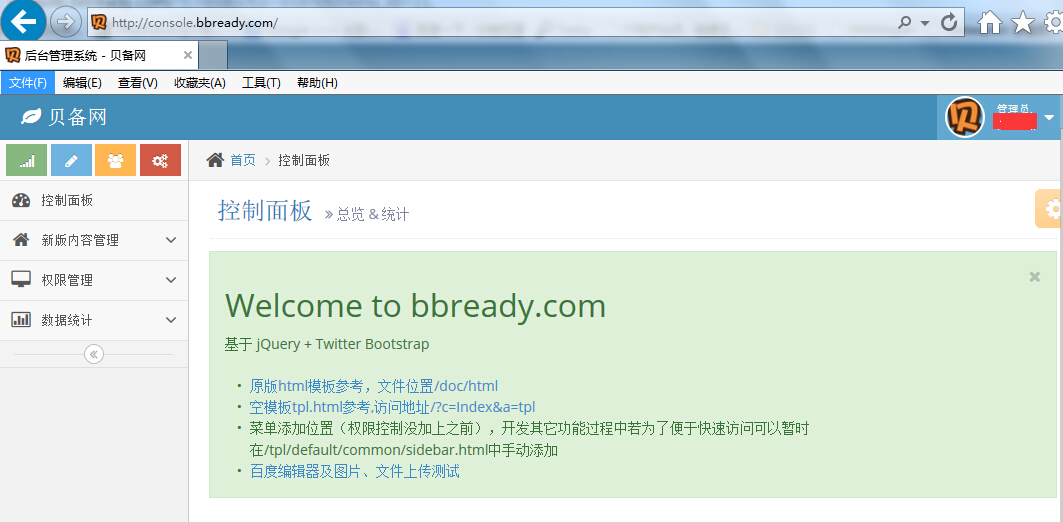 http://console.bbready.com/
后台管理系统 - 贝备网
文件(F) 编辑(E) 查看(V) 收藏夹(A) 工具(T) 帮助(H)
贝备网
管理员,
首页 > 控制面板
控制面板
新版内容管理
权限管理
数据统计
控制面板 » 总览 & 统计
Welcome to bbready.com
基于 jQuery + Twitter Bootstrap
• 原版html模板参考，文件位置/doc/html
• 空模板tpl.html参考,访问地址/?c=Index&a=tpl
• 菜单添加位置（权限控制没加上之前），开发其它功能过程中若为了便于快速访问可以暂时
在/tpl/default/common/sidebar.html中手动添加
• 百度编辑器及图片、文件上传测试